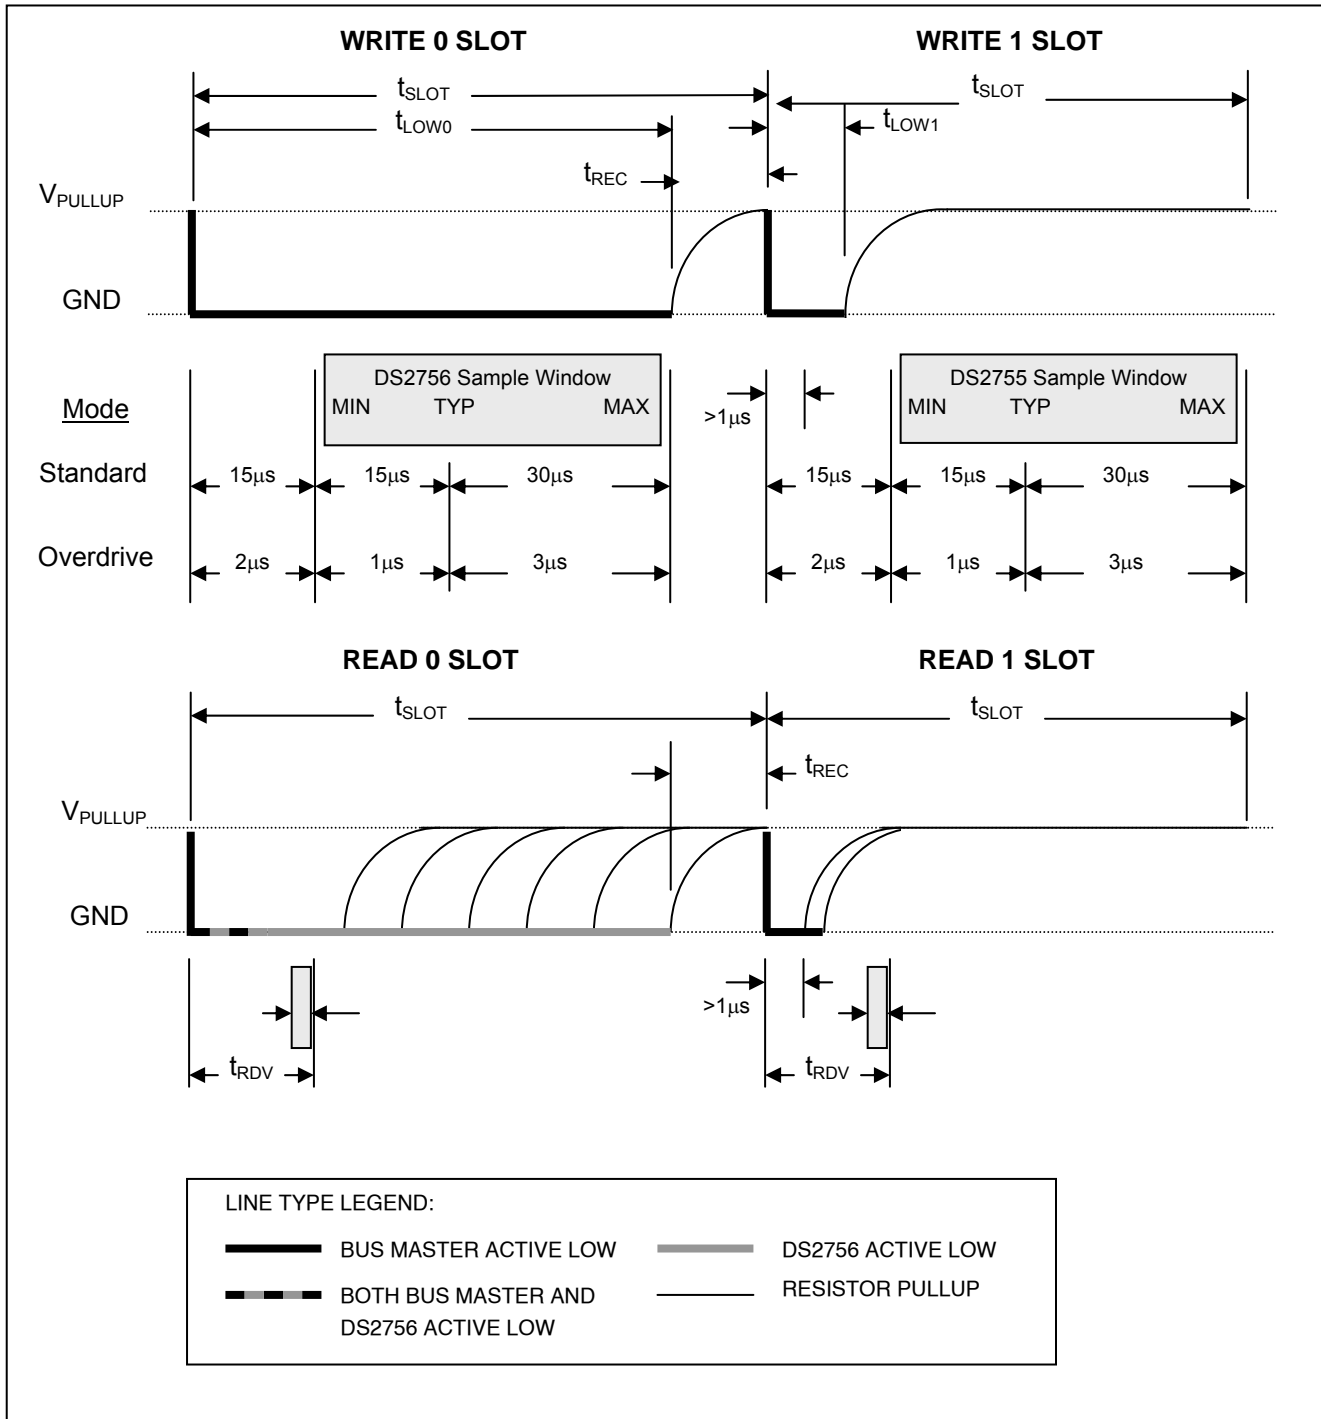 WRITE 0 SLOT WRITE 1 SLOT
tSLOT tSLOT
tLOW0 tLOW1
tREC
VPULLUP
GND
DS2756 Sample Window DS2755 Sample Window
Mode MIN TYP MAX >1μs MIN TYP MAX
Standard 15μs 15μs 30μs 15μs 15μs 30μs
Overdrive 2μs 1μs 3μs 2μs 1μs 3μs
READ 0 SLOT READ 1 SLOT
tSLOT tSLOT
tREC
VPULLUP
GND
>1μs
tRDV tRDV
LINE TYPE LEGEND:
BUS MASTER ACTIVE LOW DS2756 ACTIVE LOW
BOTH BUS MASTER AND RESISTOR PULLUP
DS2756 ACTIVE LOW